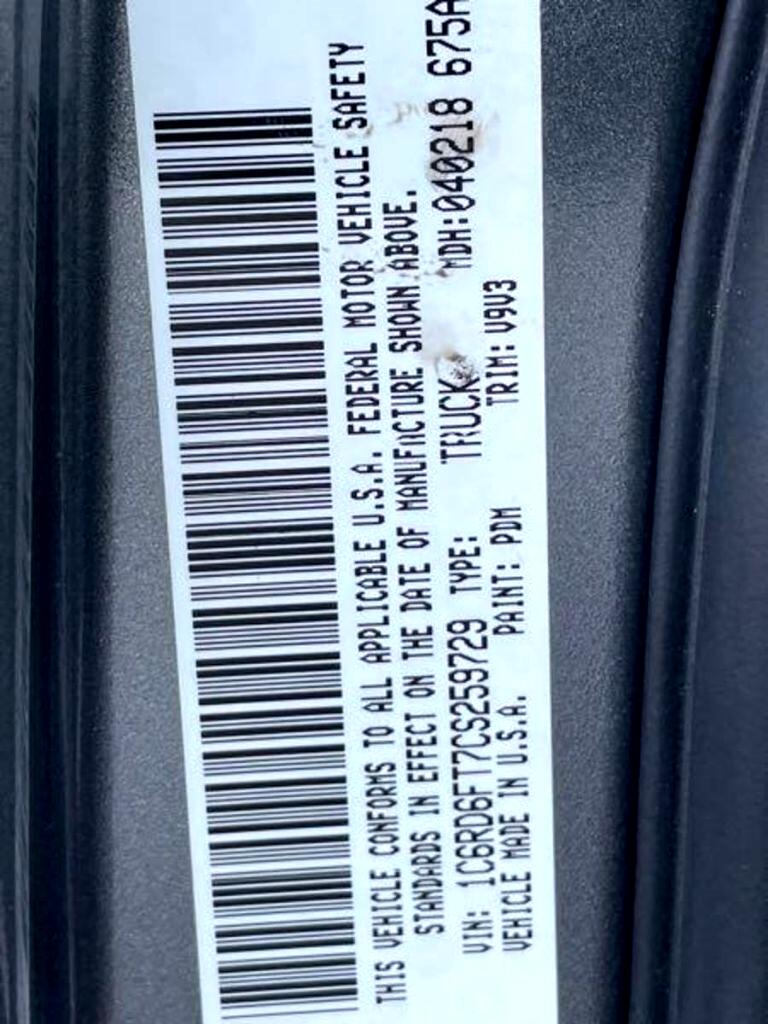 THIS VEHICLE CONFORMS TO ALL APPLICABLE U.S.A. FEDERAL MOTOR VEHICLE SAFETY
STANDARDS IN EFFECT ON THE DATE OF MANUFACTURE SHOWN ABOVE.
VIN: 1C6RD6FT7CS259729 TYPE: TRUCK MDH:040218 675A
VEHICLE MADE IN U.S.A. PAINT: PDM TRIM: V9V3